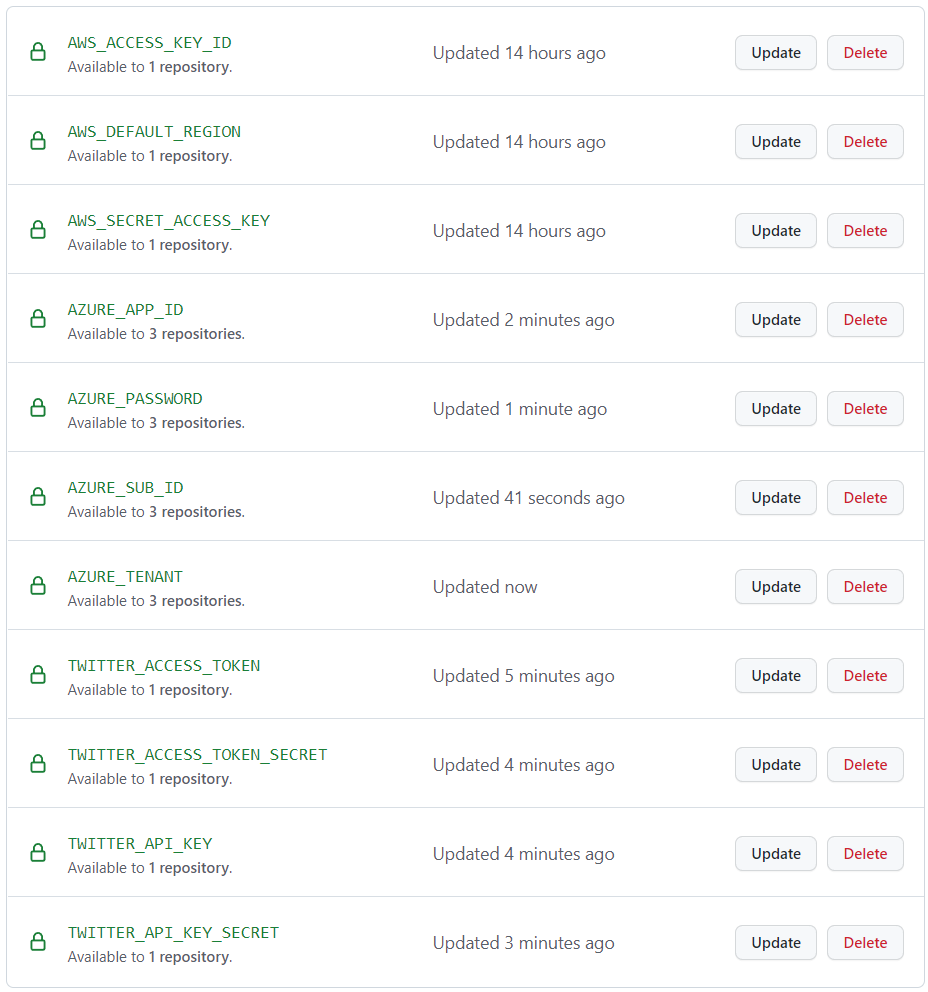 AWS_ACCESS_KEY_ID
Available to 1 repository.
Updated 14 hours ago
Update
Delete
AWS_DEFAULT_REGION
Available to 1 repository.
Updated 14 hours ago
Update
Delete
AWS_SECRET_ACCESS_KEY
Available to 1 repository.
Updated 14 hours ago
Update
Delete
AZURE_APP_ID
Available to 3 repositories.
Updated 2 minutes ago
Update
Delete
AZURE_PASSWORD
Available to 3 repositories.
Updated 1 minute ago
Update
Delete
AZURE_SUB_ID
Available to 3 repositories.
Updated 41 seconds ago
Update
Delete
AZURE_TENANT
Available to 3 repositories.
Updated now
Update
Delete
TWITTER_ACCESS_TOKEN
Available to 1 repository.
Updated 5 minutes ago
Update
Delete
TWITTER_ACCESS_TOKEN_SECRET
Available to 1 repository.
Updated 4 minutes ago
Update
Delete
TWITTER_API_KEY
Available to 1 repository.
Updated 4 minutes ago
Update
Delete
TWITTER_API_KEY_SECRET
Available to 1 repository.
Updated 3 minutes ago
Update
Delete